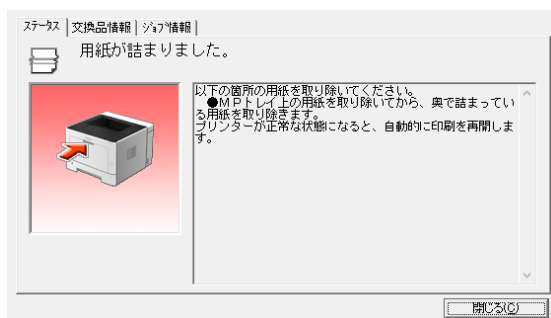 ステータス 交換品情報 ジョブ情報
用紙が詰まりました。
以下の箇所の用紙を取り除いてください。
●MPトレイ上の用紙を取り除いてから、奥で詰まってい
る用紙を取り除きます。
プリンターが正常な状態になると、自動的に印刷を再開しま
す。
閉じる(C)